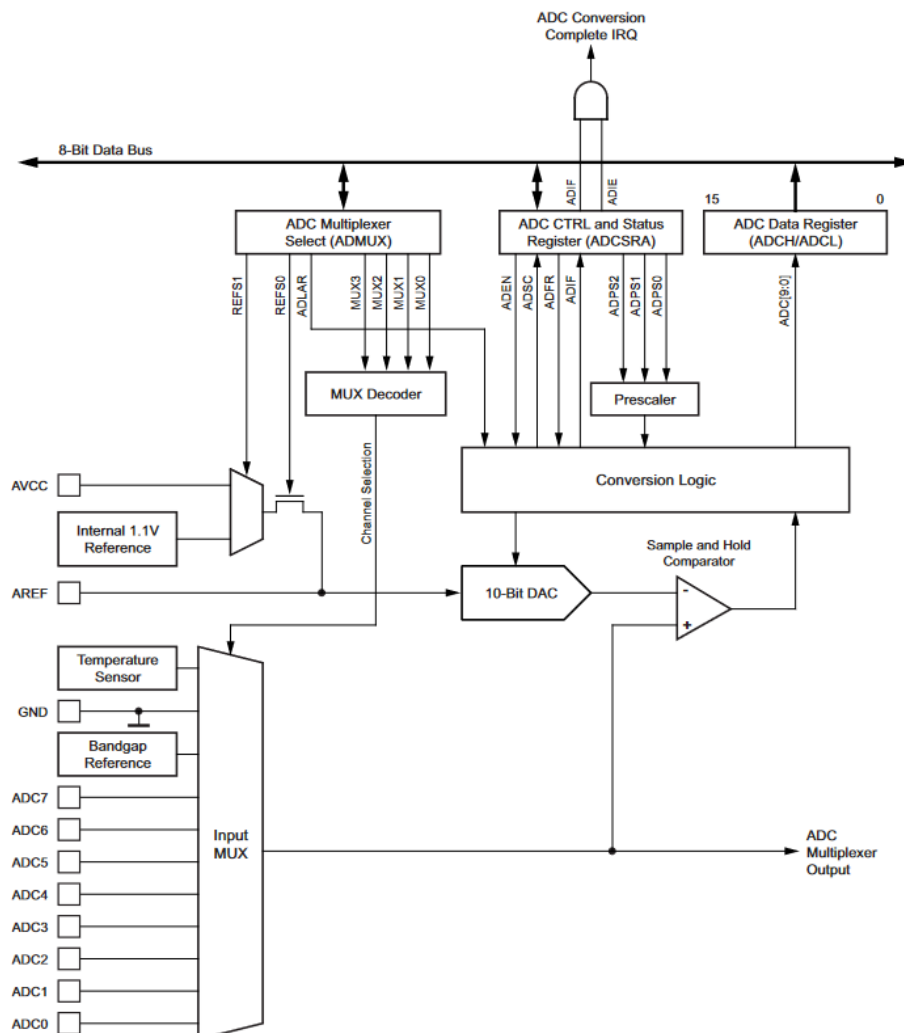 ADC Conversion
Complete IRQ
8-Bit Data Bus
ADIF
ADIE
15
0
ADC Multiplexer
Select (ADMUX)
ADC CTRL and Status
Register (ADCSRA)
ADC Data Register
(ADCH/ADCL)
REFS1
REFS0
ADLAR
MUX3
MUX2
MUX1
MUX0
ADEN
ADSC
ADFR
ADIF
ADPS2
ADPS1
ADPS0
ADC[9:0]
MUX Decoder
Prescaler
Channel Selection
Conversion Logic
AVCC
Internal 1.1V
Reference
Sample and Hold
Comparator
AREF
10-Bit DAC
-
+
Temperature
Sensor
GND
Bandgap
Reference
ADC7
ADC6
ADC5
ADC4
ADC3
ADC2
ADC1
ADC0
Input
MUX
ADC
Multiplexer
Output